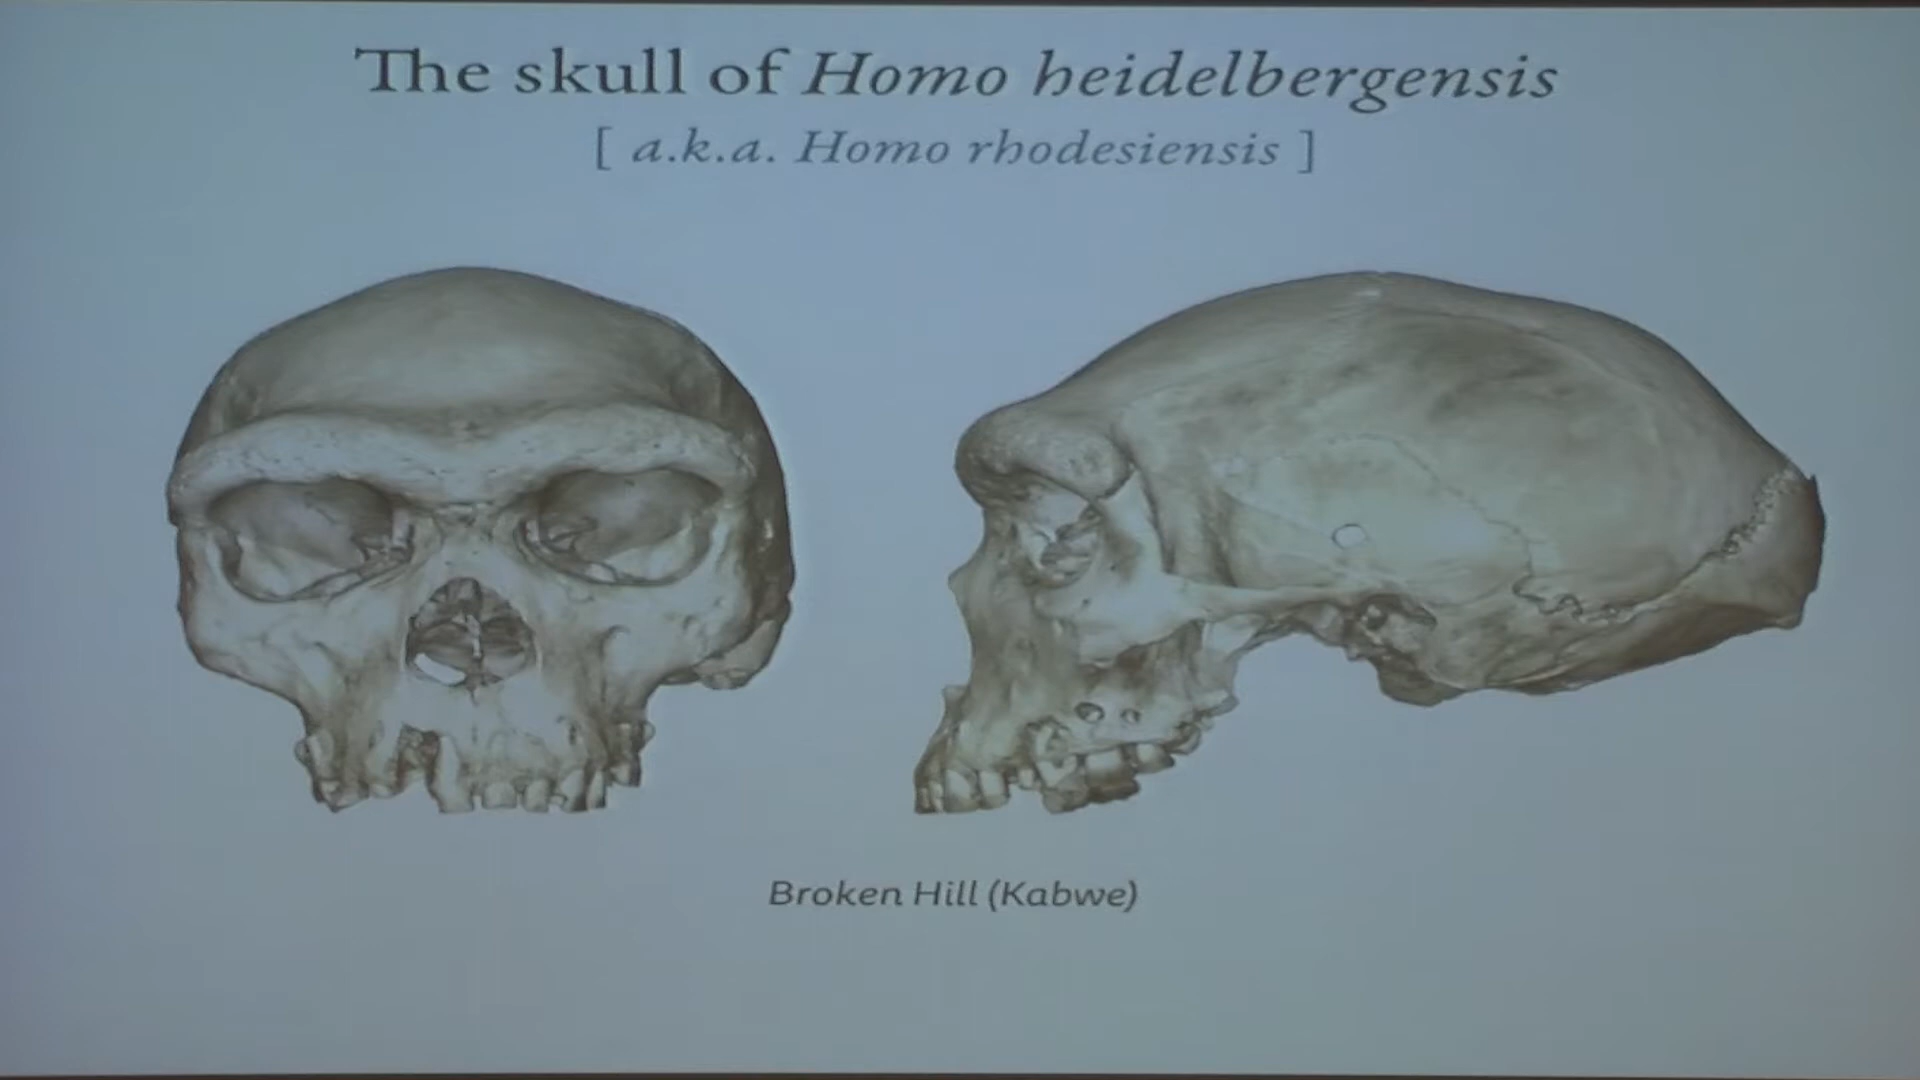 The skull of Homo heidelbergensis
[ a.k.a. Homo rhodesiensis ]
Broken Hill (Kabwe)